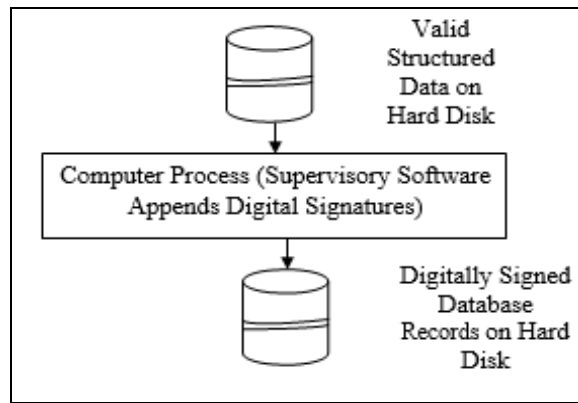 Valid
Structured
Data on
Hard Disk
Computer Process (Supervisory Software
Appends Digital Signatures)
Digitally Signed
Database
Records on Hard
Disk